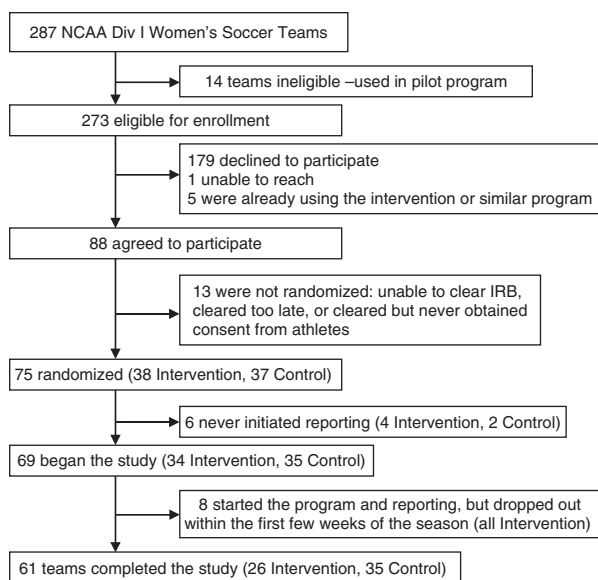 287 NCAA Div I Women's Soccer Teams
14 teams ineligible –used in pilot program
273 eligible for enrollment
179 declined to participate
1 unable to reach
5 were already using the intervention or similar program
88 agreed to participate
13 were not randomized: unable to clear IRB,
cleared too late, or cleared but never obtained
consent from athletes
75 randomized (38 Intervention, 37 Control)
6 never initiated reporting (4 Intervention, 2 Control)
69 began the study (34 Intervention, 35 Control)
8 started the program and reporting, but dropped out
within the first few weeks of the season (all Intervention)
61 teams completed the study (26 Intervention, 35 Control)